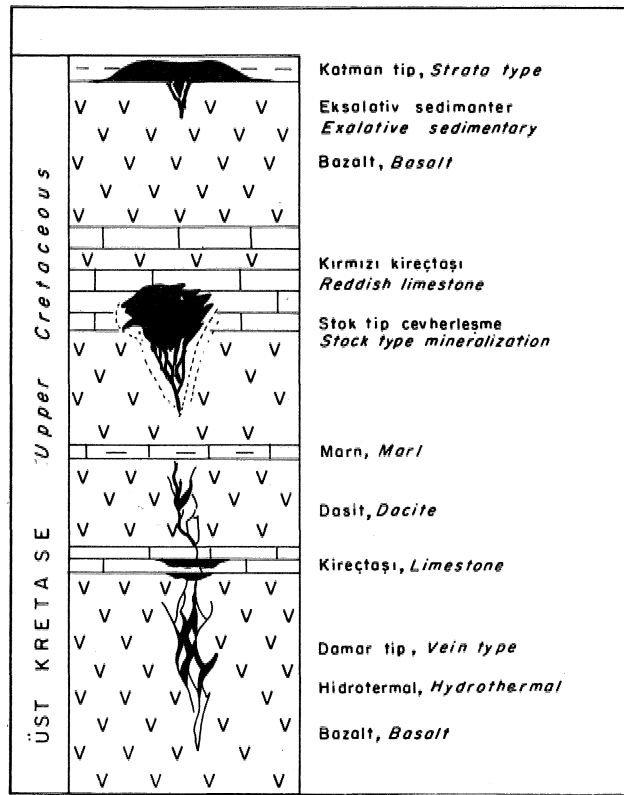 Katman tip, Strata type
Eksalativ sedimanter
Exalative sedimentary
Bazalt, Basalt
Kırmızı kireçtaşı
Reddish limestone
Stok tip cevherleşme
Stock type mineralization
Marn, Marl
Dasit, Dacite
Kireçtaşı, Limestone
Damar tip, Vein type
Hidrotermal, Hydrothermal
Bazalt, Basalt
ÜST KRETASE Upper Cretaceous